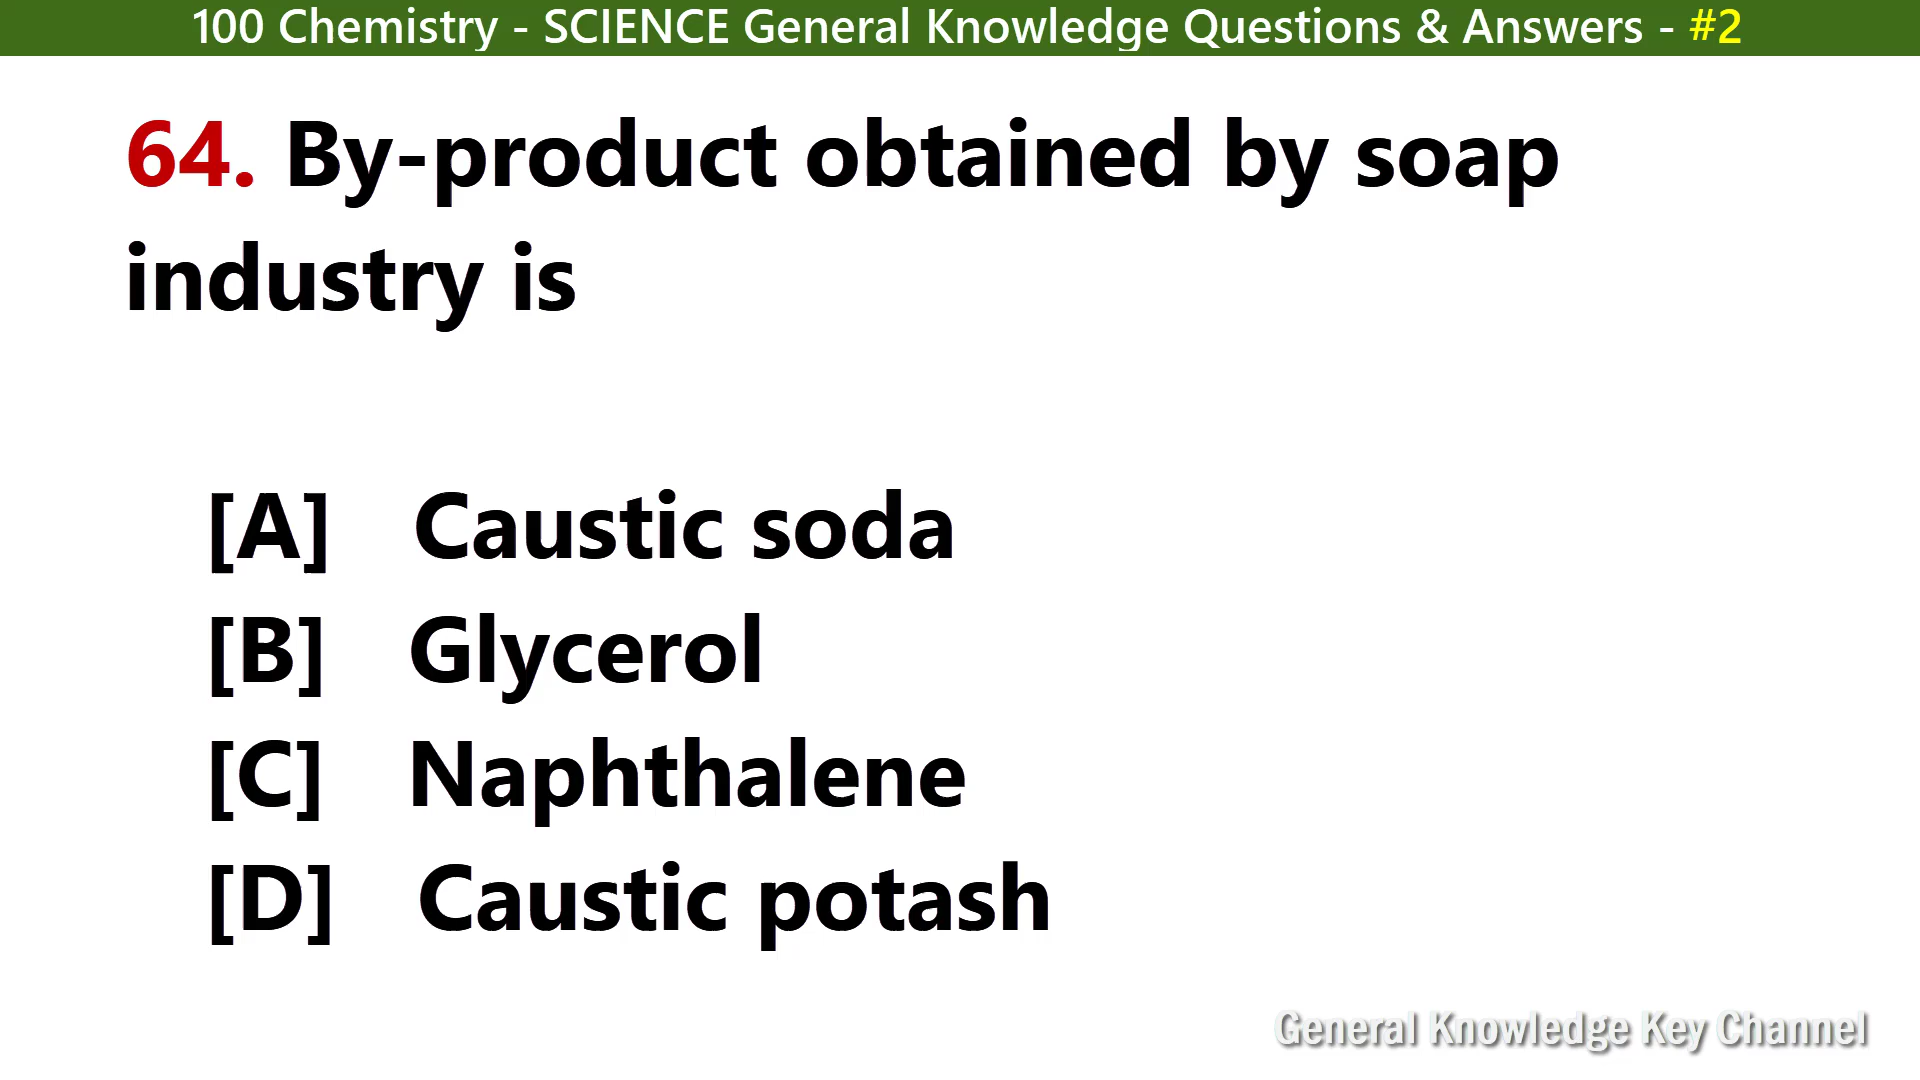 100 Chemistry - SCIENCE General Knowledge Questions & Answers - #2
64. By-product obtained by soap
industry is
[A] Caustic soda
[B] Glycerol
[C] Naphthalene
[D] Caustic potash
General Knowledge Key Channel